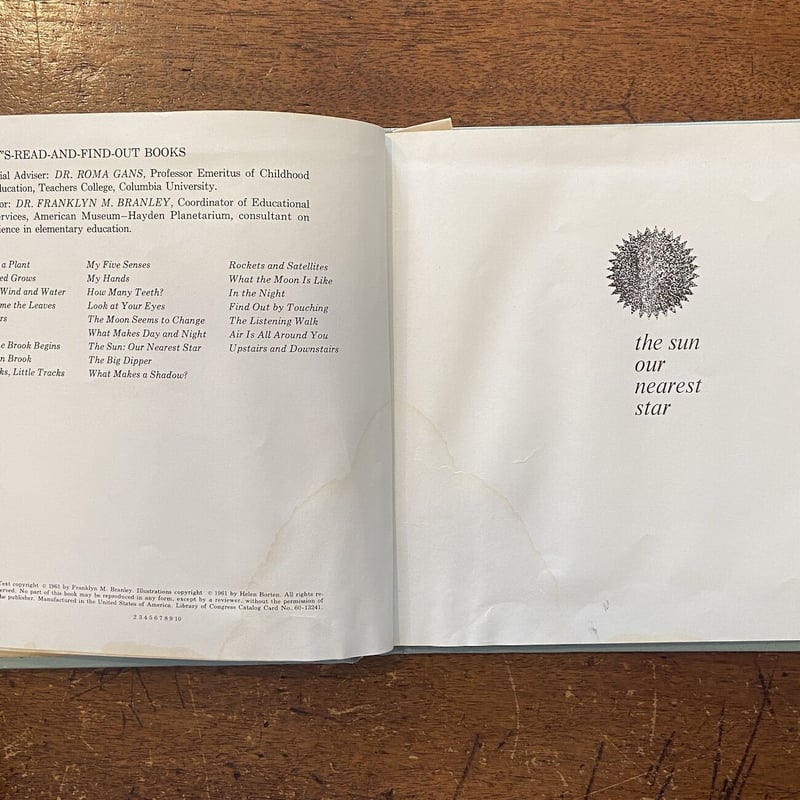 'S-READ-AND-FIND-OUT BOOKS
ial Adviser: DR. ROMA GANS, Professor Emeritus of Childhood
ducation, Teachers College, Columbia University.
or: DR. FRANKLYN M. BRANLEY, Coordinator of Educational
ervices, American Museum–Hayden Planetarium, consultant on
ience in elementary education.
a Plant
ed Grows
Wind and Water
me the Leaves
rs
e Brook Begins
n Brook
ks, Little Tracks
My Five Senses
My Hands
How Many Teeth?
Look at Your Eyes
The Moon Seems to Change
What Makes Day and Night
The Sun: Our Nearest Star
The Big Dipper
What Makes a Shadow?
Rockets and Satellites
What the Moon Is Like
In the Night
Find Out by Touching
The Listening Walk
Air Is All Around You
Upstairs and Downstairs
Text copyright © 1961 by Franklyn M. Branley. Illustrations copyright © 1961 by Helen Borten. All rights re-
erved. No part of this book may be reproduced in any form, except by a reviewer, without the permission of
he publisher. Manufactured in the United States of America. Library of Congress Catalog Card No. 60-13241.
2 3 4 5 6 7 8 9 10
the sun
our
nearest
star